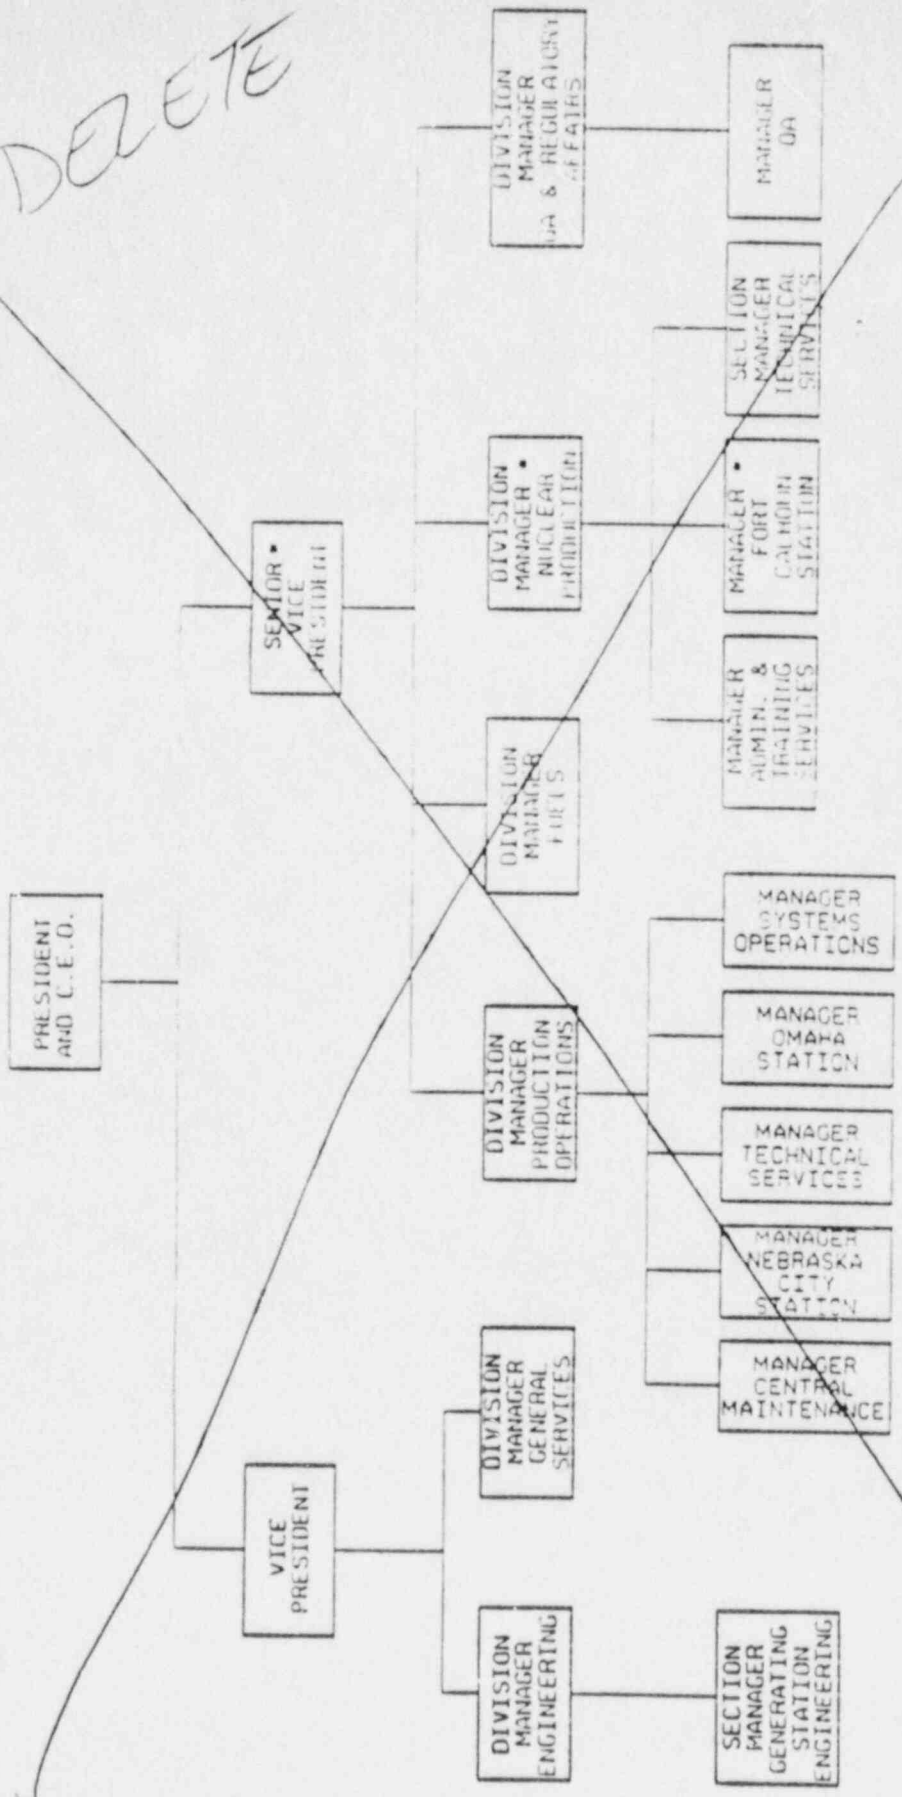 DELETE
PRESIDENT
AND C.E.O.
VICE
PRESIDENT
SENIOR *
VICE
PRESIDENT
DIVISION
MANAGER
ENGINEERING
DIVISION
MANAGER
GENERAL
SERVICES
DIVISION
MANAGER
PRODUCTION
OPERATIONS
DIVISION
MANAGER
FUELS
DIVISION
MANAGER *
NUCLEAR
PRODUCTION
DIVISION
MANAGER
QA & REGULATORY
AFFAIRS
SECTION
MANAGER
GENERATING
STATION
ENGINEERING
MANAGER
CENTRAL
MAINTENANCE
MANAGER
NEBRASKA
CITY
STATION
MANAGER
TECHNICAL
SERVICES
MANAGER
OMAHA
STATION
MANAGER
SYSTEMS
OPERATIONS
MANAGER
ADMIN. &
TRAINING
SERVICES
MANAGER *
FORT
CALHOUN
STATION
SECTION
MANAGER
TECHNICAL
SERVICES
MANAGER
QA